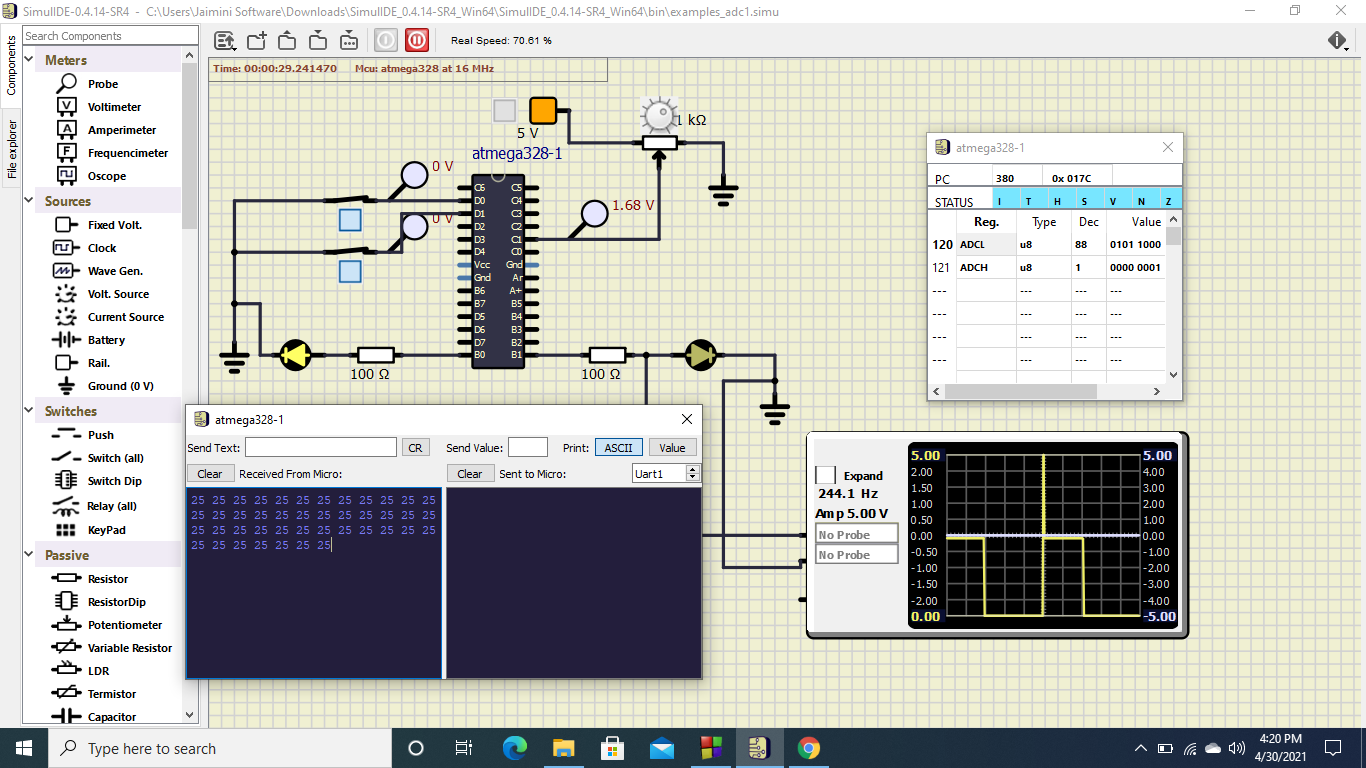 SimulIDE-0.4.14-SR4 - C:\Users\Jaimini Software\Downloads\SimulIDE_0.4.14-SR4_Win64\SimulIDE_0.4.14-SR4_Win64\bin\examples_adc1.simu
Components
File explorer
Search Components
Meters
Probe
Voltimeter
Amperimeter
Frequencimeter
Oscope
Sources
Fixed Volt.
Clock
Wave Gen.
Volt. Source
Current Source
Battery
Rail.
Ground (0 V)
Switches
Push
Switch (all)
Switch Dip
Relay (all)
KeyPad
Passive
Resistor
ResistorDip
Potentiometer
Variable Resistor
LDR
Termistor
Capacitor
Real Speed: 70.61 %
Time: 00:00:29.241470 Mcu: atmega328 at 16 MHz
5 V
1 kΩ
atmega328-1
0 V
0 V
1.68 V
C6 C5
D0 C4
D1 C3
D2 C2
D3 C1
D4 C0
Vcc Gnd
Gnd Ar
B6 A+
B7 B5
D5 B4
D6 B3
D7 B2
B0 B1
100 Ω
100 Ω
atmega328-1
PC 380 0x 017C
STATUS I T H S V N Z
Reg. Type Dec Value
120 ADCL u8 88 0101 1000
121 ADCH u8 1 0000 0001
--- --- --- ---
--- --- --- ---
--- --- --- ---
--- --- --- ---
atmega328-1
Send Text: CR Send Value: Print: ASCII Value
Clear Received From Micro: Clear Sent to Micro: Uart1
25 25 25 25 25 25 25 25 25 25 25 25
25 25 25 25 25 25 25 25 25 25 25 25
25 25 25 25 25 25 25 25 25 25 25 25
25 25 25 25 25 25 25
Expand
244.1 Hz
Amp 5.00 V
No Probe
No Probe
5.00 5.00
2.00 4.00
1.50 3.00
1.00 2.00
0.50 1.00
0.00 0.00
-0.50 -1.00
-1.00 -2.00
-1.50 -3.00
-2.00 -4.00
0.00 -5.00
Type here to search
4:20 PM
4/30/2021